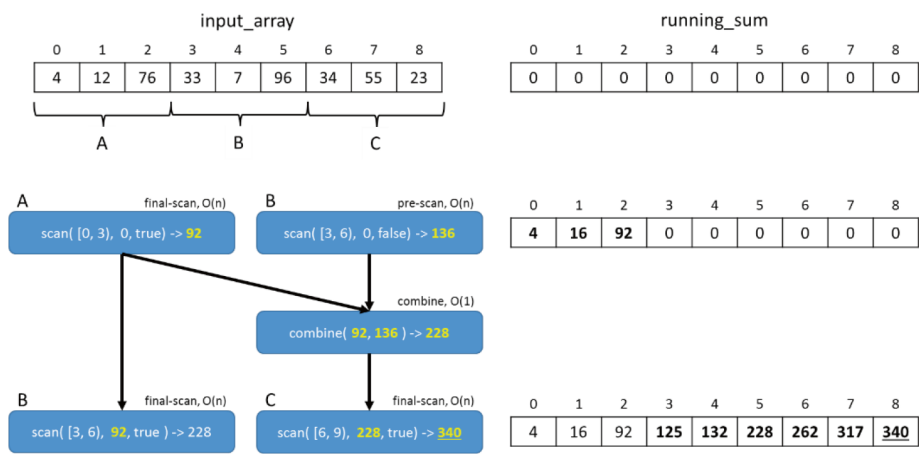 input_array
running_sum
0 1 2 3 4 5 6 7 8
4 12 76 33 7 96 34 55 23
0 1 2 3 4 5 6 7 8
0 0 0 0 0 0 0 0 0
A B C
A final-scan, O(n)
scan( [0, 3), 0, true) -> 92
B pre-scan, O(n)
scan( [3, 6), 0, false) -> 136
0 1 2 3 4 5 6 7 8
4 16 92 0 0 0 0 0 0
combine, O(1)
combine( 92, 136 ) -> 228
B final-scan, O(n)
scan( [3, 6), 92, true ) -> 228
C final-scan, O(n)
scan( [6, 9), 228, true) -> 340
0 1 2 3 4 5 6 7 8
4 16 92 125 132 228 262 317 340